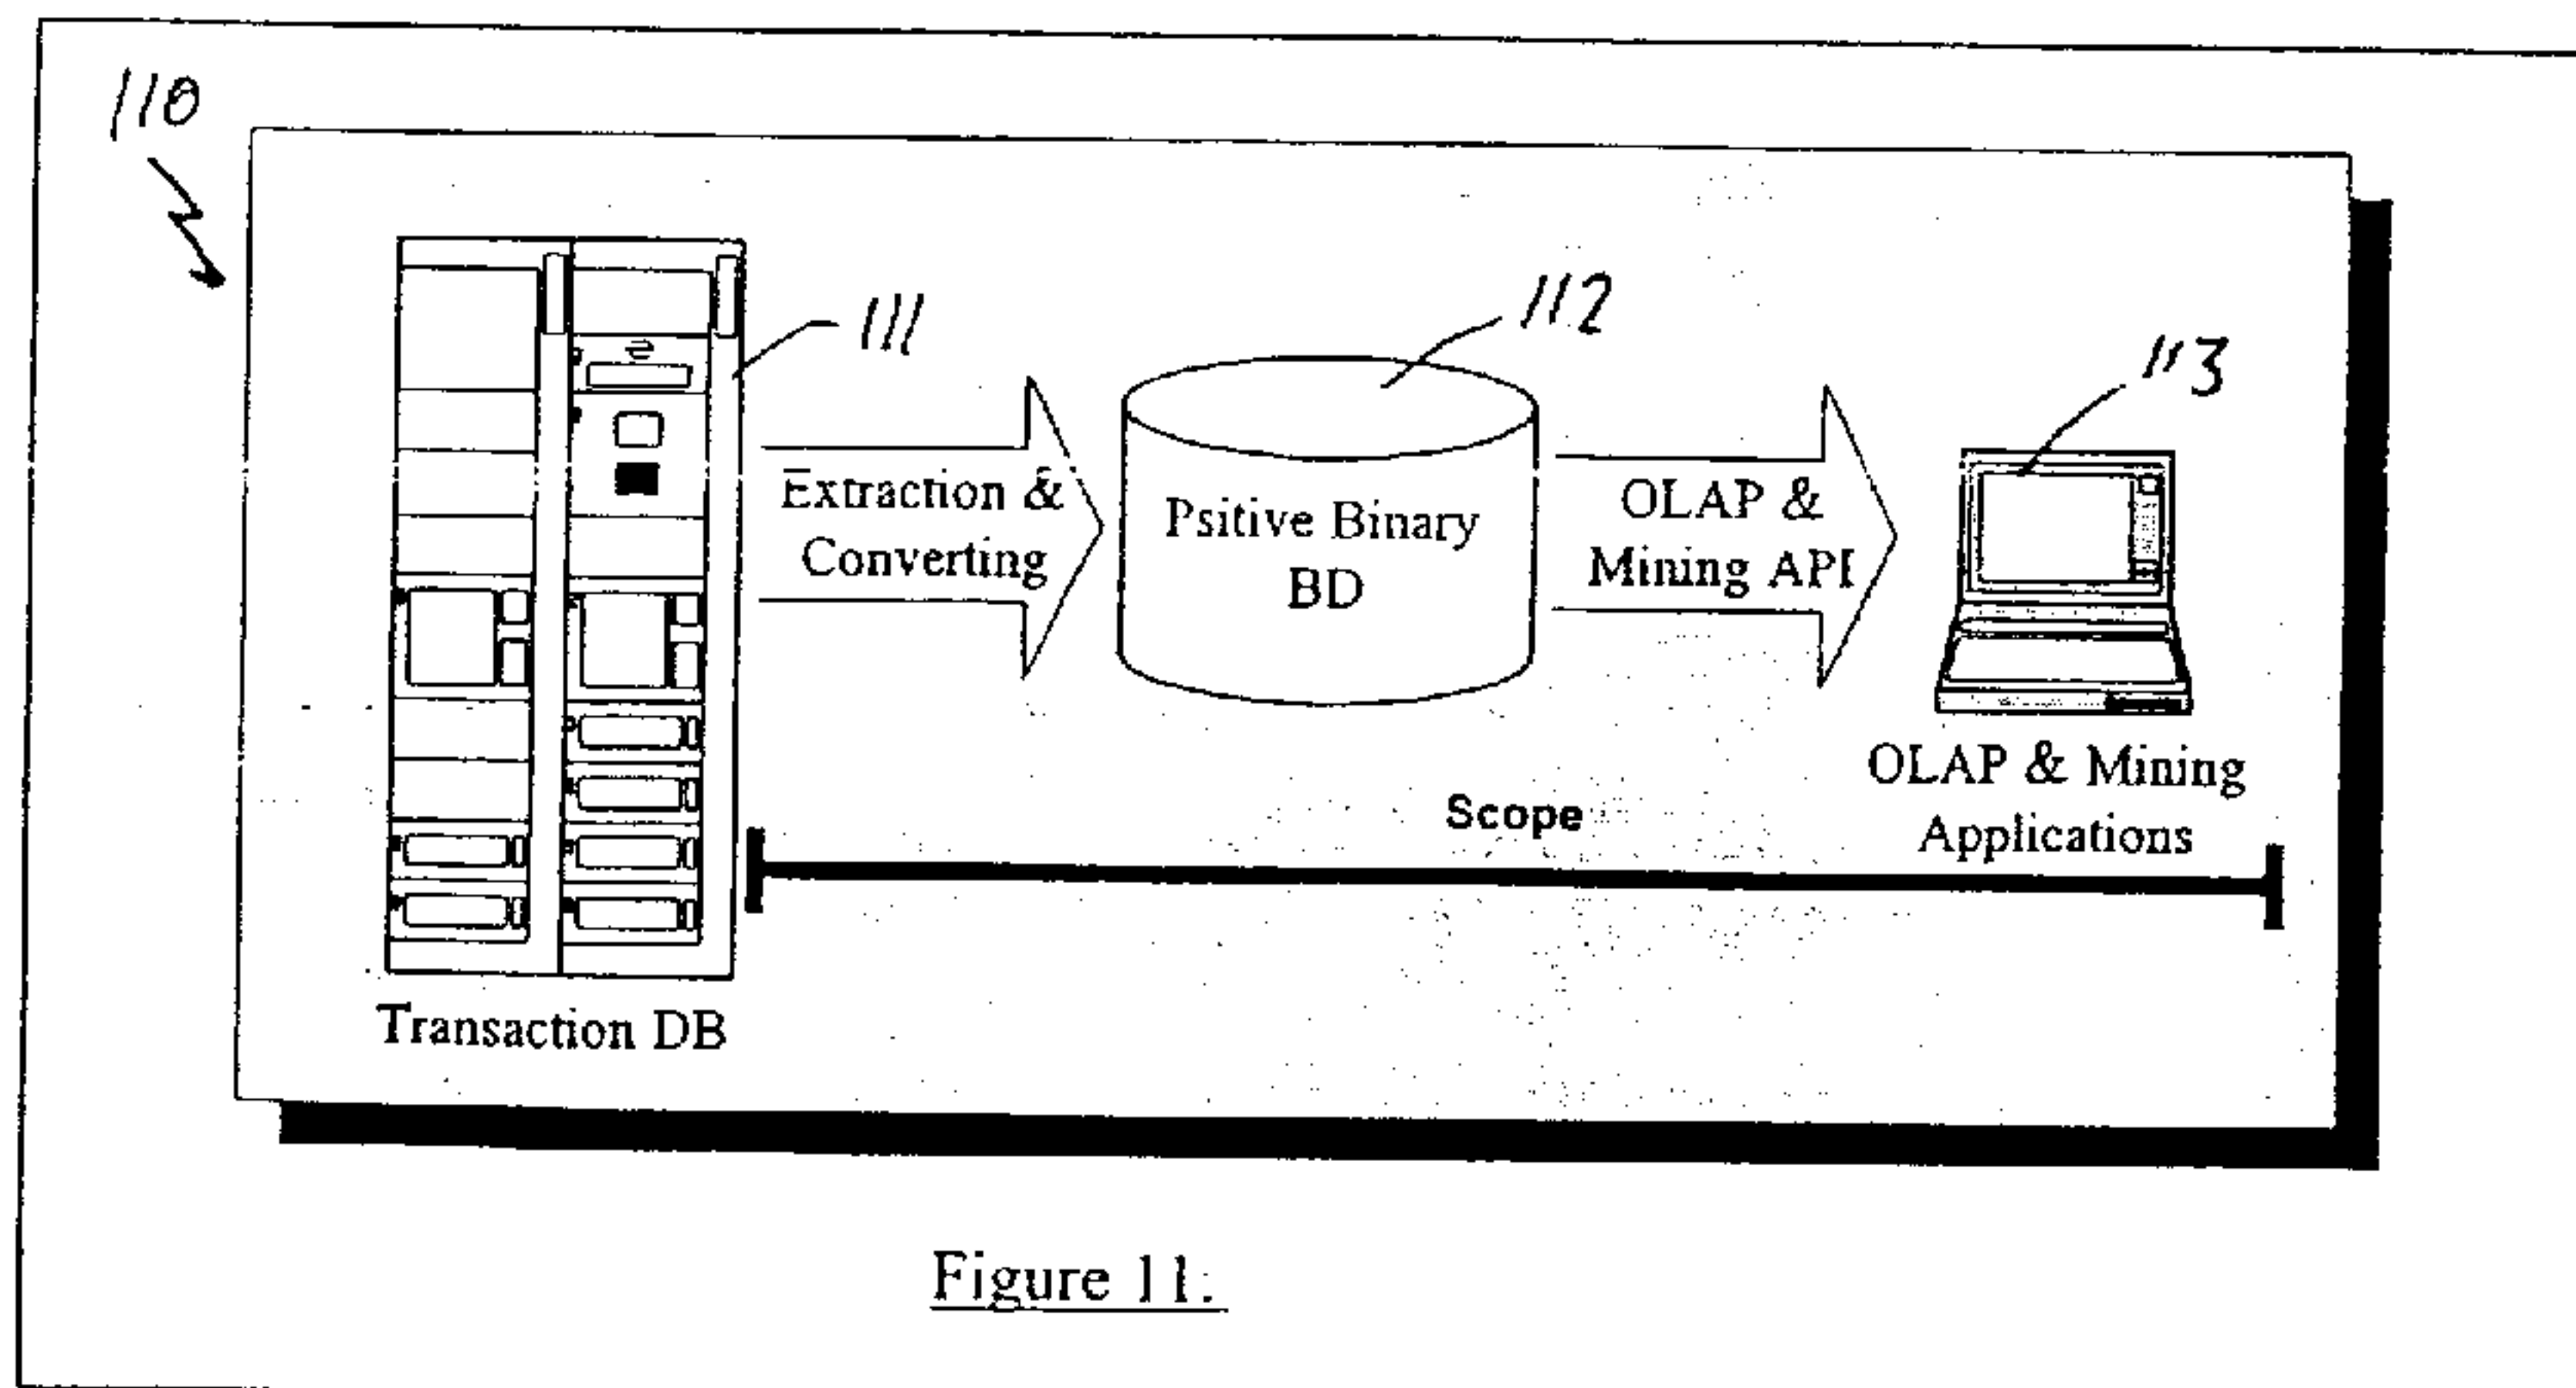 110
111
112
113
Extraction &
Converting
Psitive Binary
BD
OLAP &
Mining API
OLAP & Mining
Applications
Scope
Transaction DB
Figure 11: